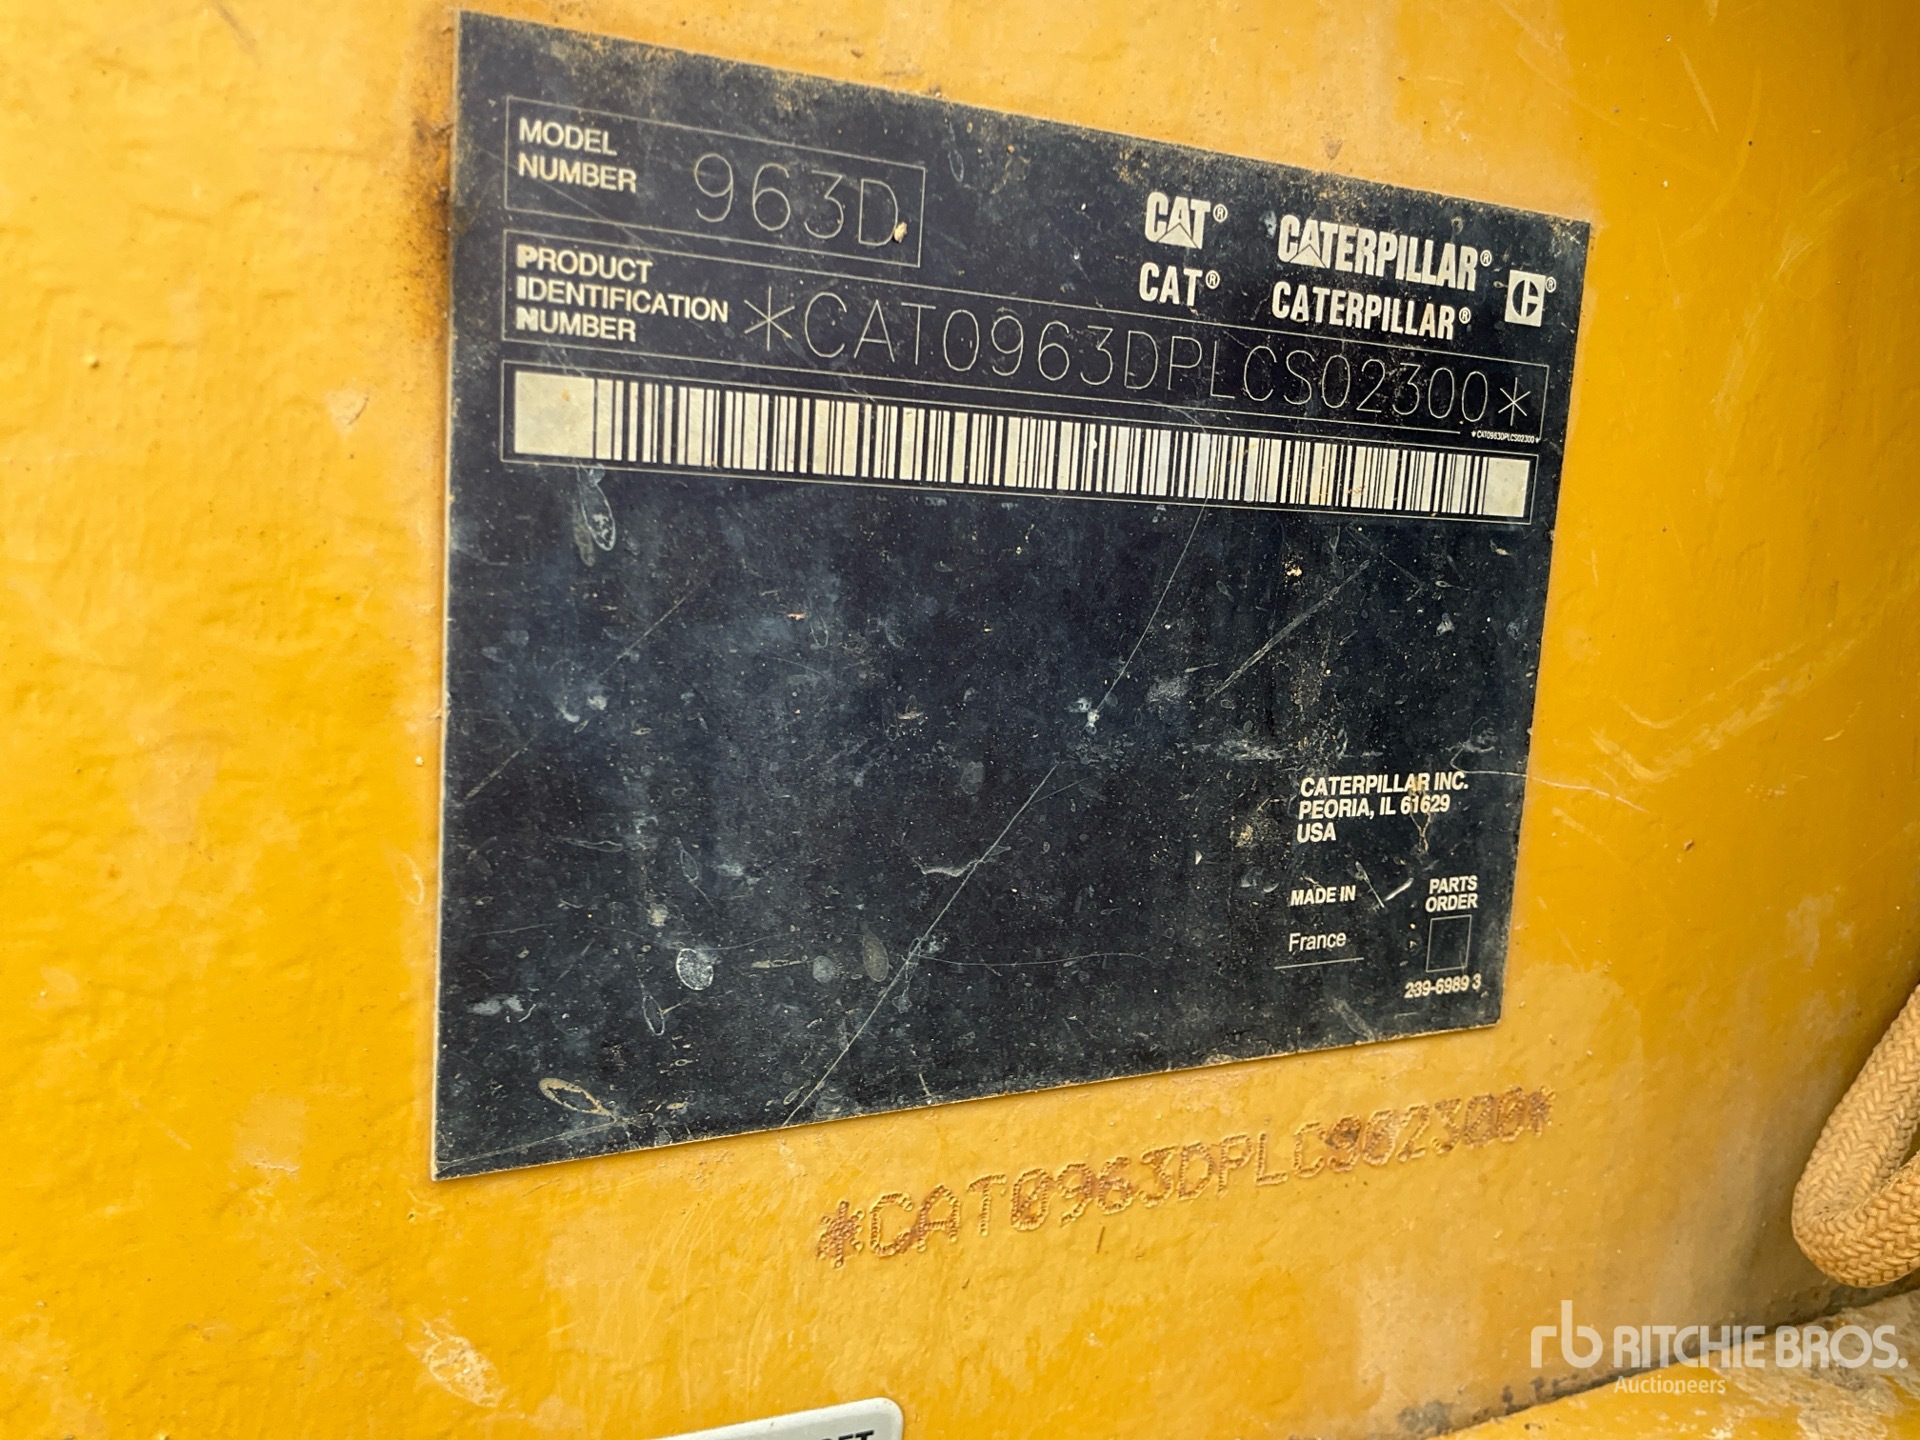 MODEL
NUMBER 963D
CAT® CATERPILLAR®
CAT® CATERPILLAR® C®
PRODUCT
IDENTIFICATION
NUMBER *CAT0963DPLCS02300*
*CAT0963DPLCS02300*
CATERPILLAR INC.
PEORIA, IL 61629
USA
MADE IN
France
PARTS
ORDER
239-6989 3
*CAT0963DPLCS02300*
rb RITCHIE BROS.
Auctioneers